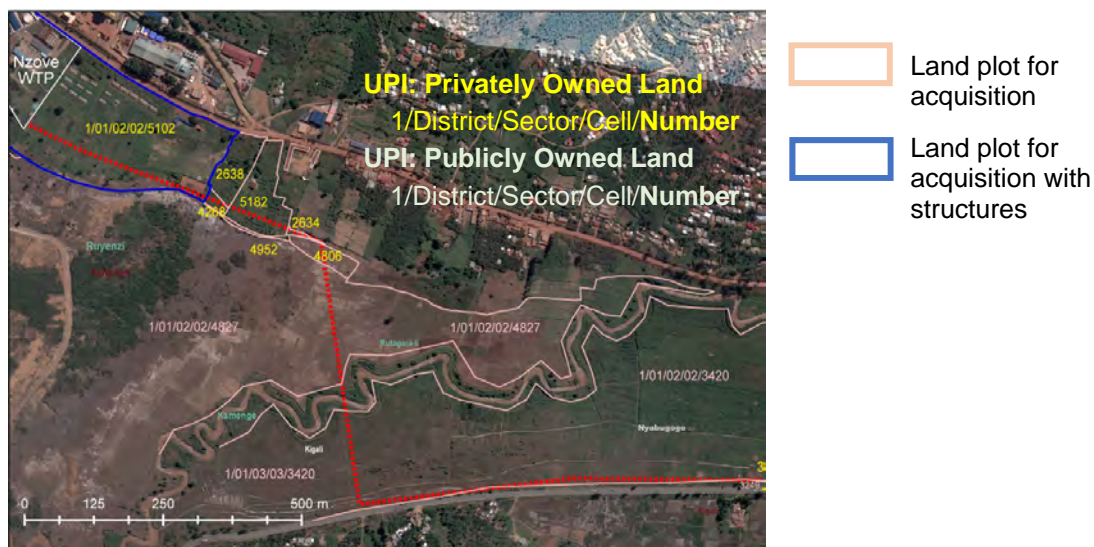 Nzove
WTP
UPI: Privately Owned Land
1/District/Sector/Cell/Number
UPI: Publicly Owned Land
1/District/Sector/Cell/Number
Land plot for
acquisition
Land plot for
acquisition with
structures
1/01/02/02/5102
2638
5182
4268
2634
4952
4806
Ruyenzi
1/01/02/02/4827
1/01/02/02/4827
1/01/02/02/3420
Kamenge
Nyabugogo
Kigali
1/01/03/03/3420
0 125 250 500 m